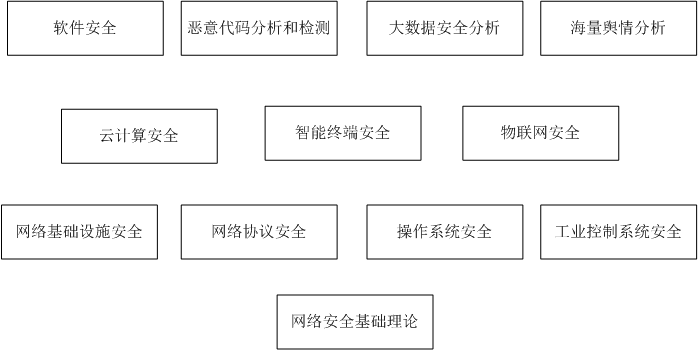 软件安全
恶意代码分析和检测
大数据安全分析
海量舆情分析
云计算安全
智能终端安全
物联网安全
网络基础设施安全
网络协议安全
操作系统安全
工业控制系统安全
网络安全基础理论